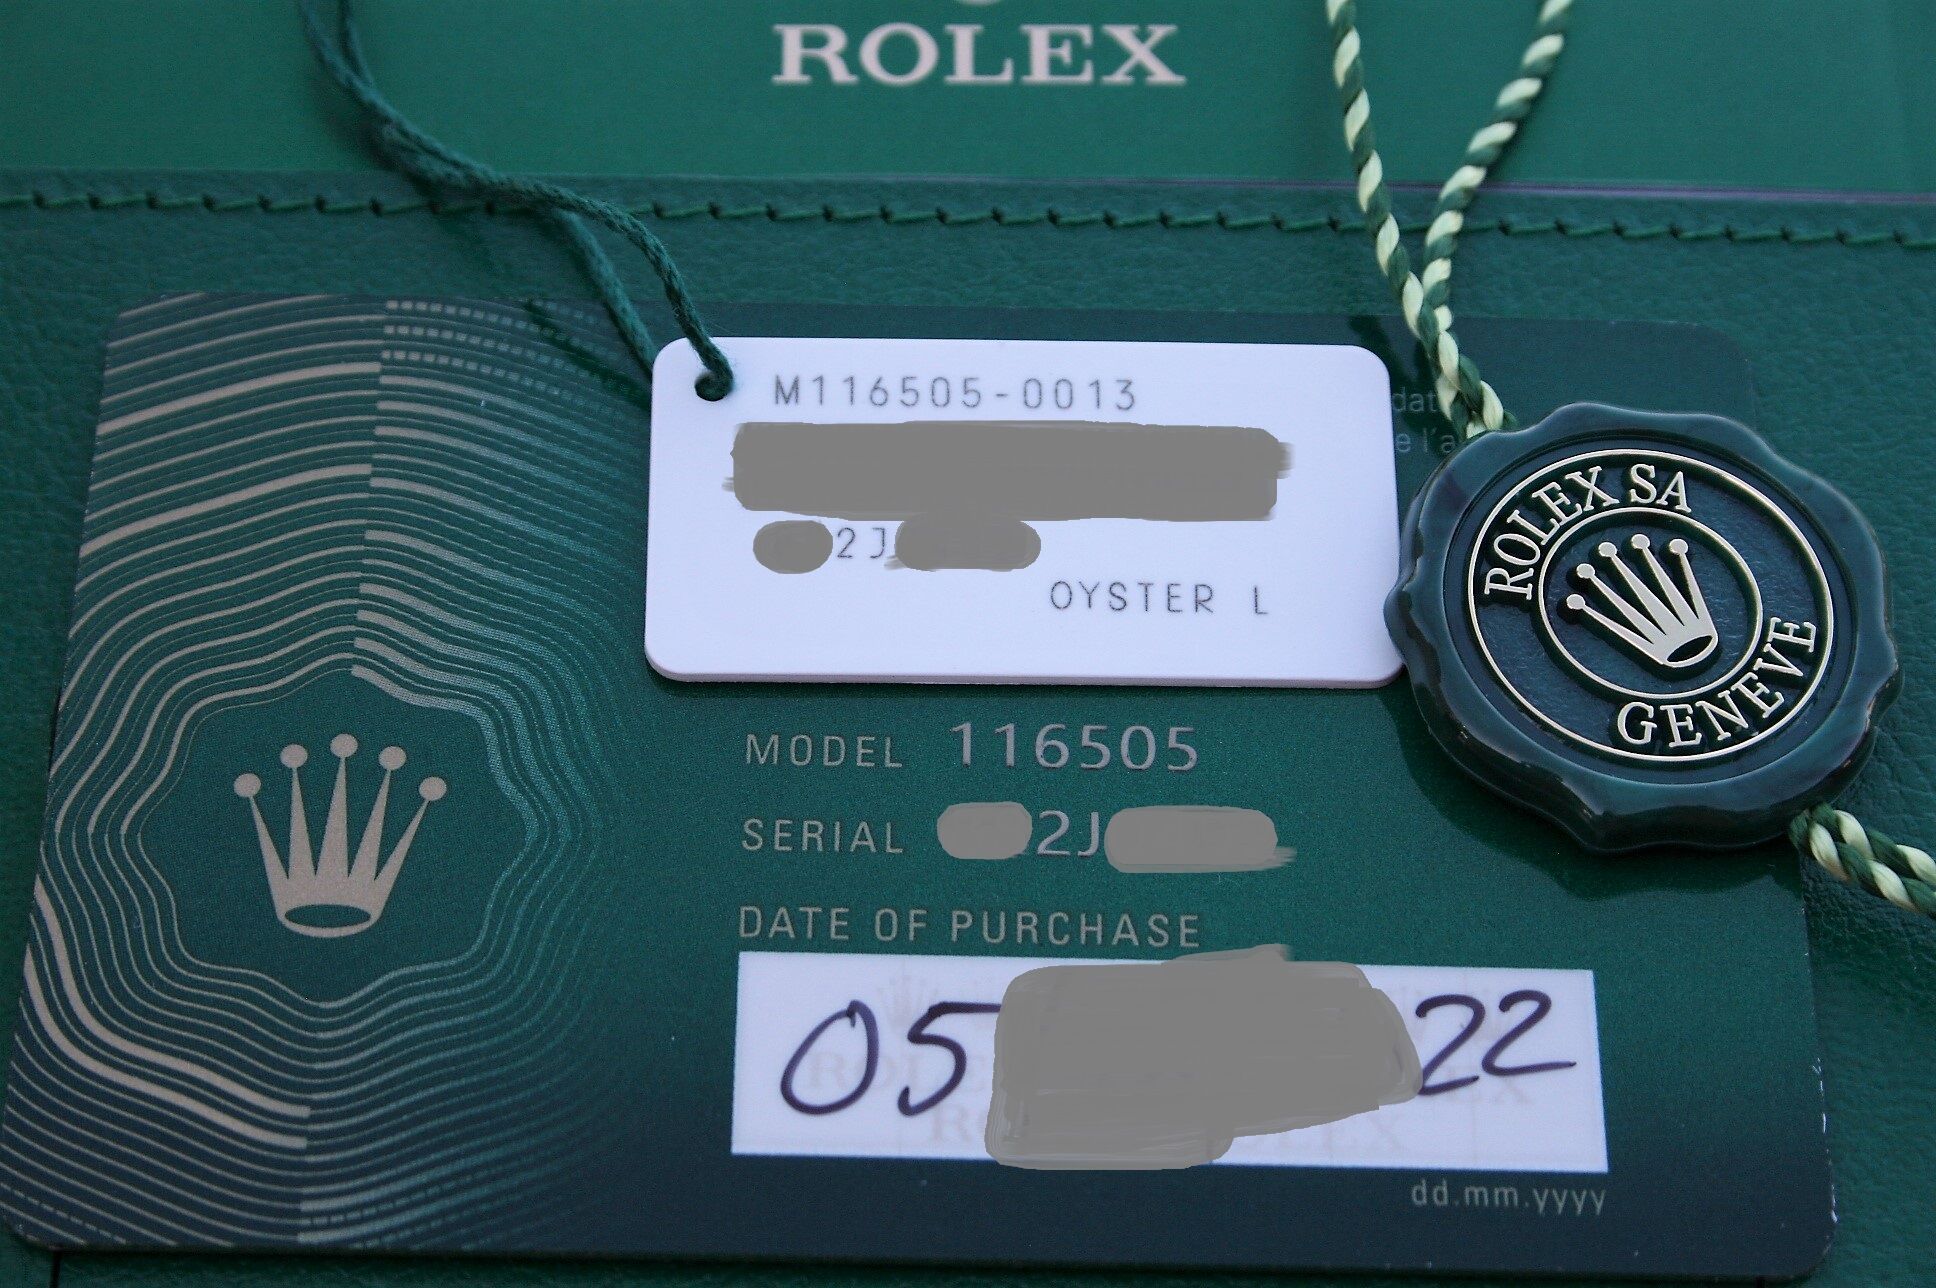 ROLEX
M116505-0013
2J
OYSTER L
ROLEX SA
GENEVE
MODEL 116505
SERIAL 2J
DATE OF PURCHASE
05 22
dd.mm.yyyy